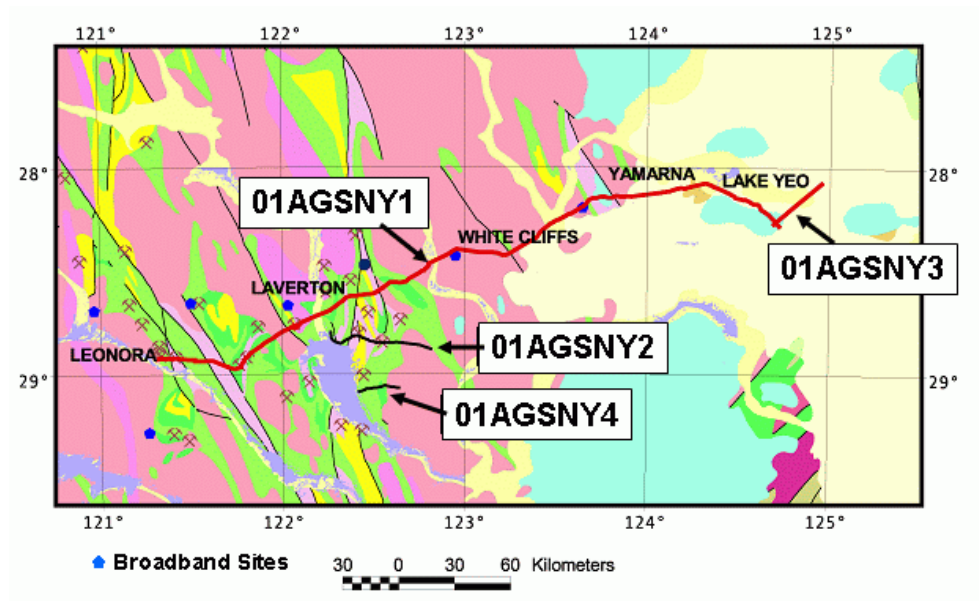 121° 122° 123° 124° 125°
28° 28°
YAMARNA
LAKE YEO
01AGSNY1
WHITE CLIFFS
01AGSNY3
LAVERTON
01AGSNY2
LEONORA
29° 29°
01AGSNY4
121° 122° 123° 124° 125°
Broadband Sites
30 0 30 60 Kilometers